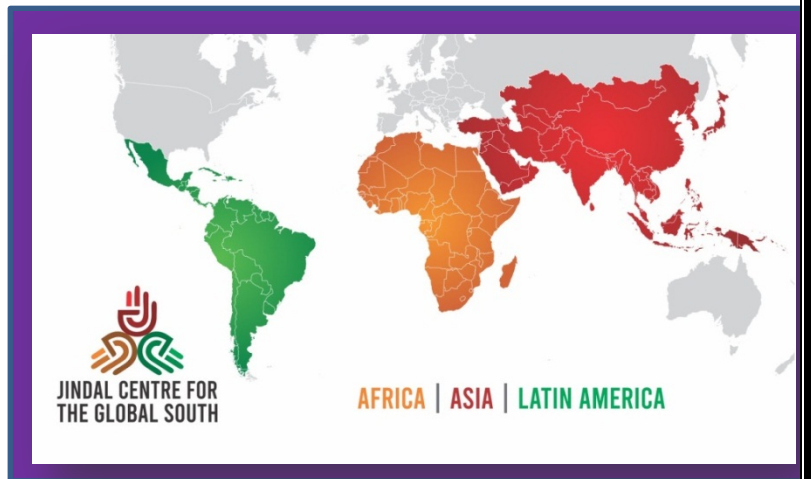 JINDAL CENTRE FOR
THE GLOBAL SOUTH
AFRICA | ASIA | LATIN AMERICA